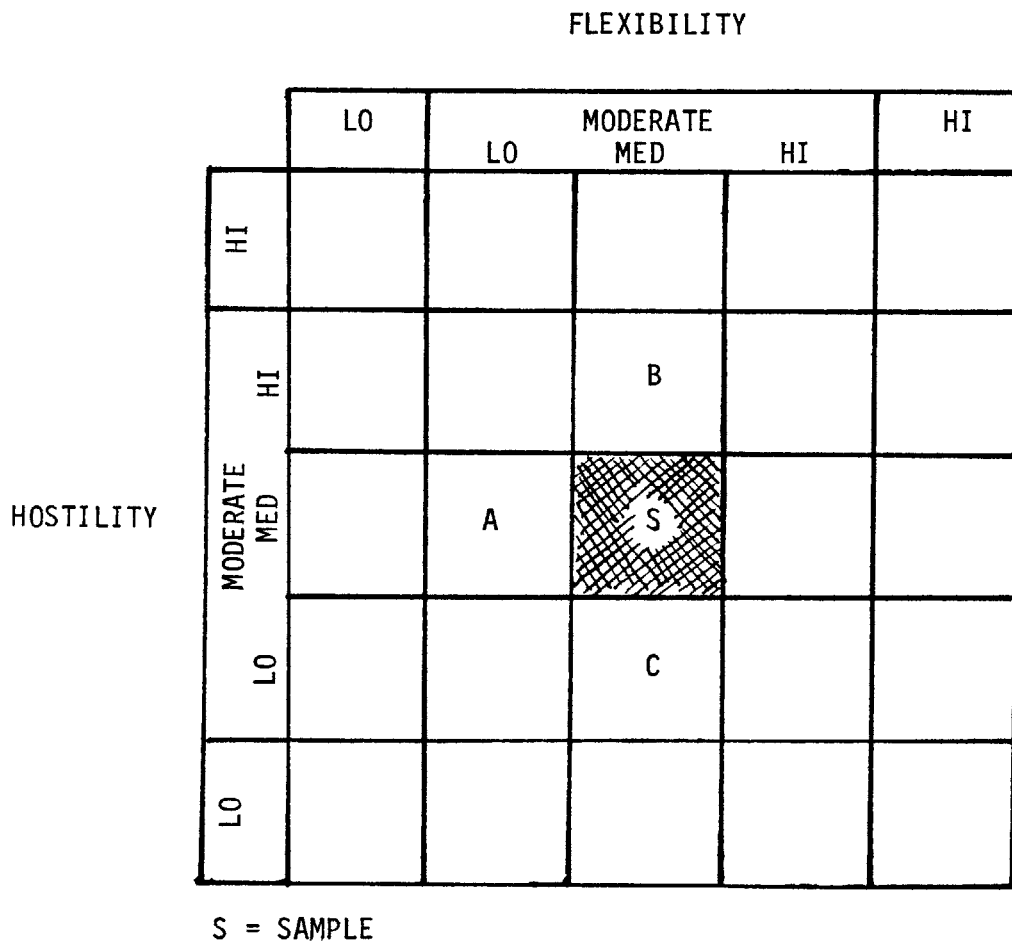 FLEXIBILITY
LO MODERATE HI
LO MED HI
HI
HI B
HOSTILITY MODERATE MED A S
LO C
LO
S = SAMPLE